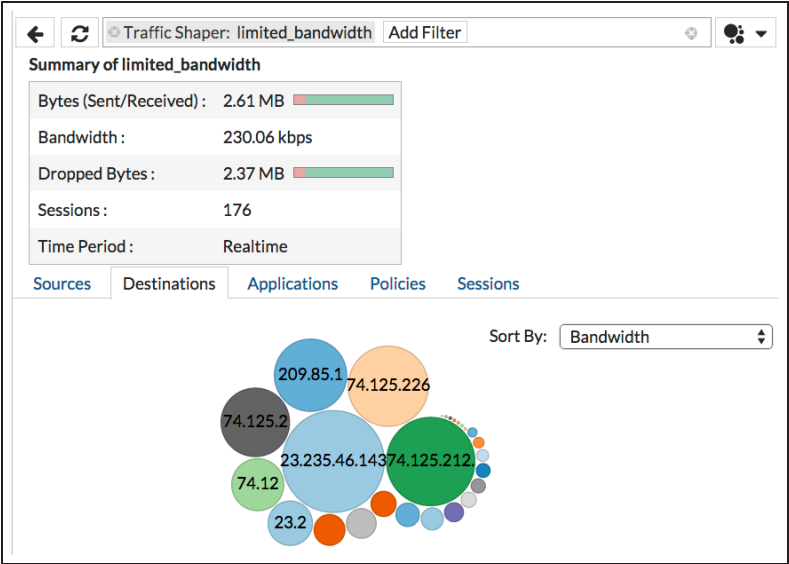 Traffic Shaper: limited_bandwidth Add Filter
Summary of limited_bandwidth
Bytes (Sent/Received) : 2.61 MB
Bandwidth : 230.06 kbps
Dropped Bytes : 2.37 MB
Sessions : 176
Time Period : Realtime
Sources Destinations Applications Policies Sessions
Sort By: Bandwidth
209.85.1
74.125.226
74.125.2
23.235.46.143
74.125.212.
74.12
23.2